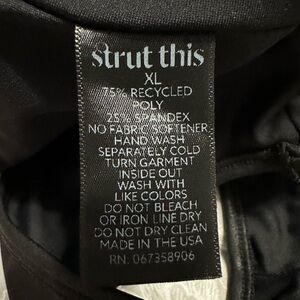 strut this
XL
75% RECYCLED
POLY
25% SPANDEX
NO FABRIC SOFTENER
HAND WASH
SEPARATELY COLD
TURN GARMENT
INSIDE OUT
WASH WITH
LIKE COLORS
DO NOT BLEACH
OR IRON LINE DRY
DO NOT DRY CLEAN
MADE IN THE USA
RN: 067358906